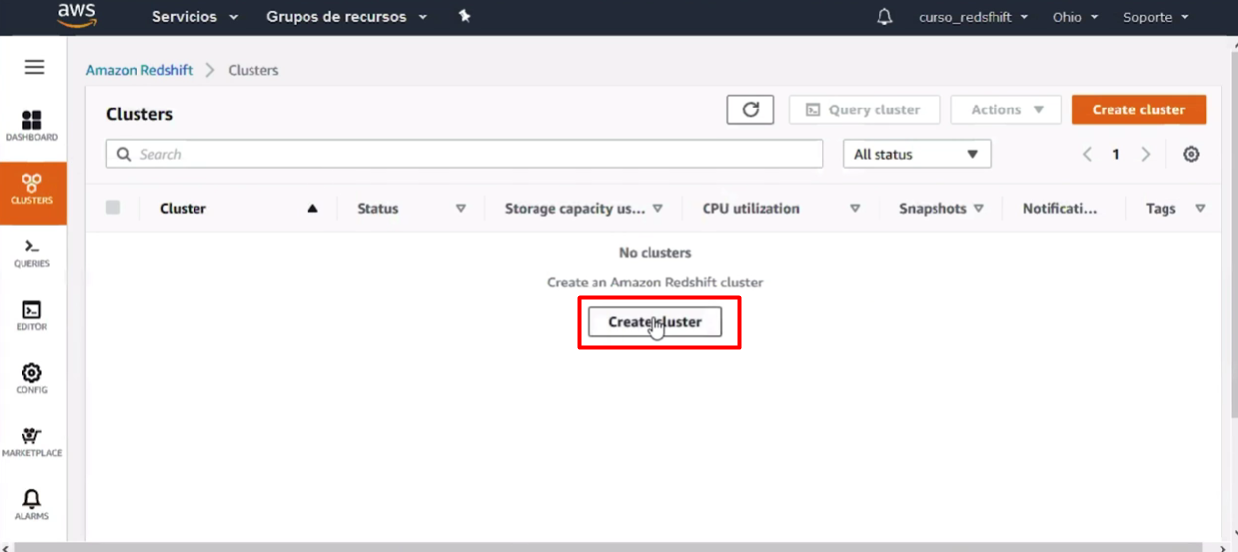 aws Servicios Grupos de recursos curso_redsfhift Ohio Soporte
Amazon Redshift > Clusters
Clusters
Query cluster Actions Create cluster
Search
All status
1
Cluster Status Storage capacity us... CPU utilization Snapshots Notificati... Tags
No clusters
Create an Amazon Redshift cluster
Create cluster
DASHBOARD
CLUSTERS
QUERIES
EDITOR
CONFIG
MARKETPLACE
ALARMS